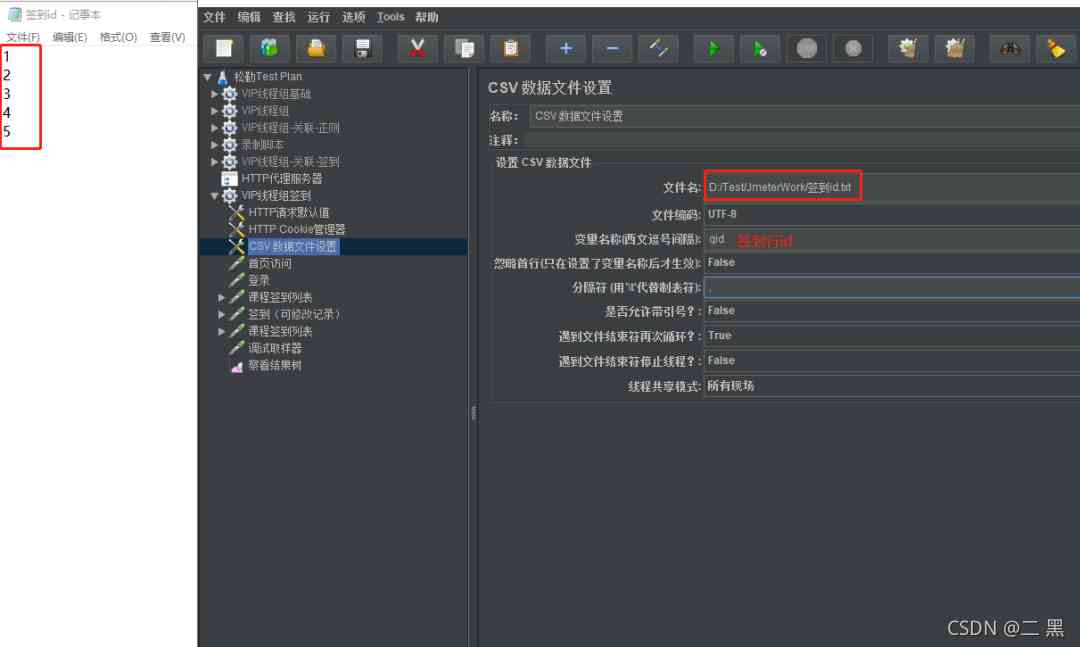 签到id - 记事本
文件(F) 编辑(E) 格式(O) 查看(V)
1
2
3
4
5
文件 编辑 查找 运行 选项 Tools 帮助
松勤Test Plan
VIP线程组基础
VIP线程组
VIP线程组-关联-正则
录制脚本
VIP线程组-关联-签到
HTTP代理服务器
VIP线程组签到
HTTP请求默认值
HTTP Cookie管理器
CSV 数据文件设置
首页访问
登录
课程签到列表
签到（可修改记录）
课程签到列表
调试取样器
察看结果树
CSV 数据文件设置
名称： CSV 数据文件设置
注释：
设置 CSV 数据文件
文件名: D:/Test/JmeterWork/签到id.txt
文件编码: UTF-8
变量名称(西文逗号间隔): qid 签到行id
忽略首行(只在设置了变量名称后才生效): False
分隔符 (用'\t'代替制表符): ,
是否允许带引号？: False
遇到文件结束符再次循环？: True
遇到文件结束符停止线程？: False
线程共享模式: 所有现场
CSDN @二 黑